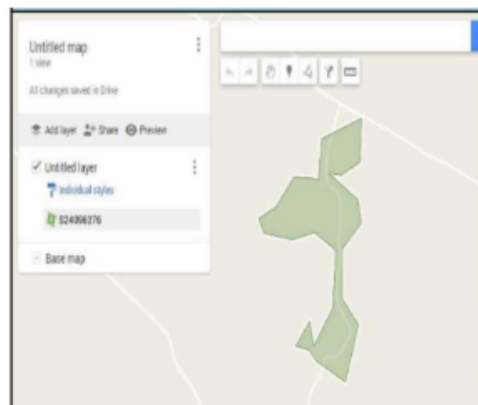 Untitled map
1 view
All changes saved in Drive
Add layer Share Preview
Untitled layer
Individual styles
S24096276
Base map